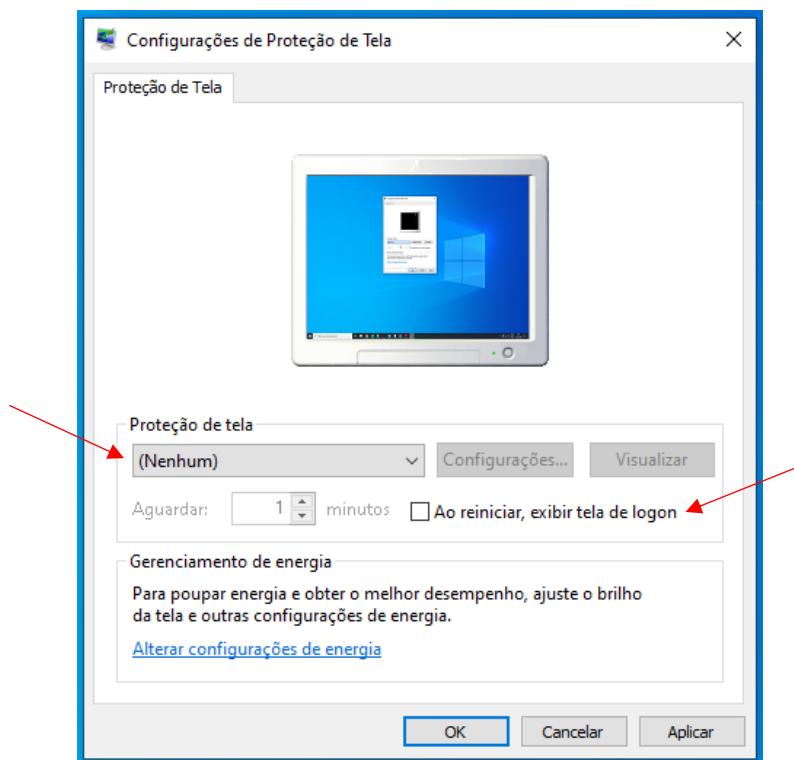 Configurações de Proteção de Tela
Proteção de Tela
Proteção de tela
(Nenhum)
Configurações...
Visualizar
Aguardar:
1
minutos
Ao reiniciar, exibir tela de logon
Gerenciamento de energia
Para poupar energia e obter o melhor desempenho, ajuste o brilho
da tela e outras configurações de energia.
Alterar configurações de energia
OK
Cancelar
Aplicar